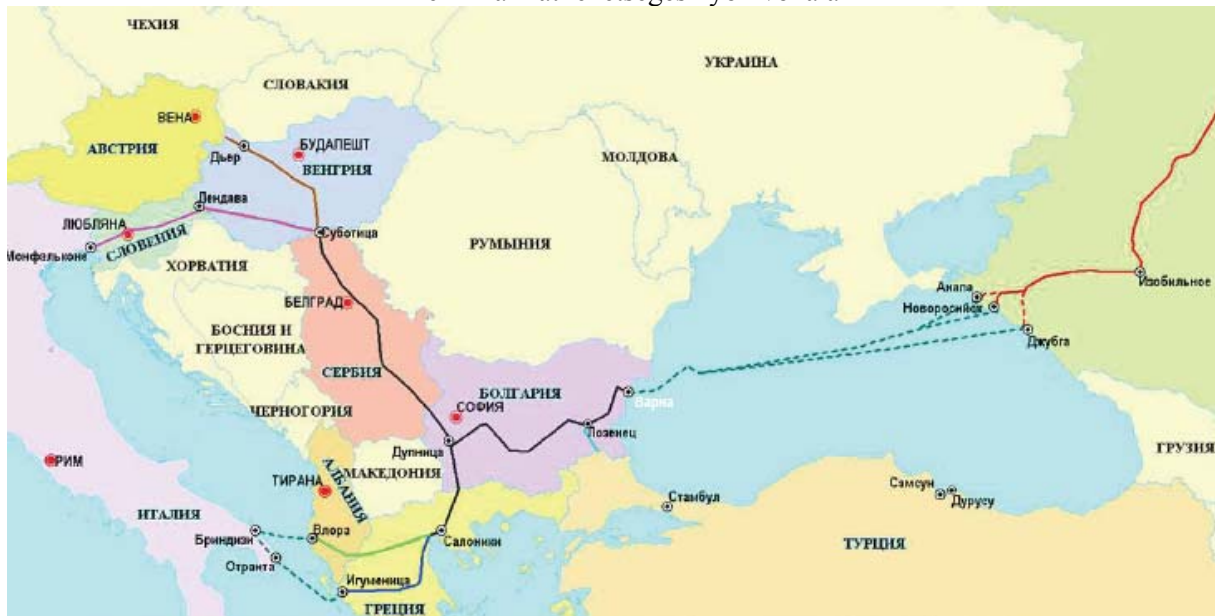 ЧЕХИЯ
СЛОВАКИЯ
УКРАИНА
ВЕНА
АВСТРИЯ
Дьер
БУДАПЕШТ
ВЕНГРИЯ
МОЛДОВА
Лендава
ЛЮБЛЯНА
СЛОВЕНИЯ
Монфальконе
Суботица
ХОРВАТИЯ
РУМЫНИЯ
Изобильное
Анапа
Новоросийск
Джубга
БЕЛГРАД
БОСНИЯ И
ГЕРЦЕГОВИНА
СЕРБИЯ
БОЛГАРИЯ
Варна
ЧЕРНОГОРИЯ
СОФИЯ
Лозенец
Дупница
ГРУЗИЯ
РИМ
ТИРАНА
АЛБАНИЯ
МАКЕДОНИЯ
Стамбул
Самсун
Дурусу
ИТАЛИЯ
Бриндизи
Влора
Салоники
ТУРЦИЯ
Отранта
Игуменица
ГРЕЦИЯ